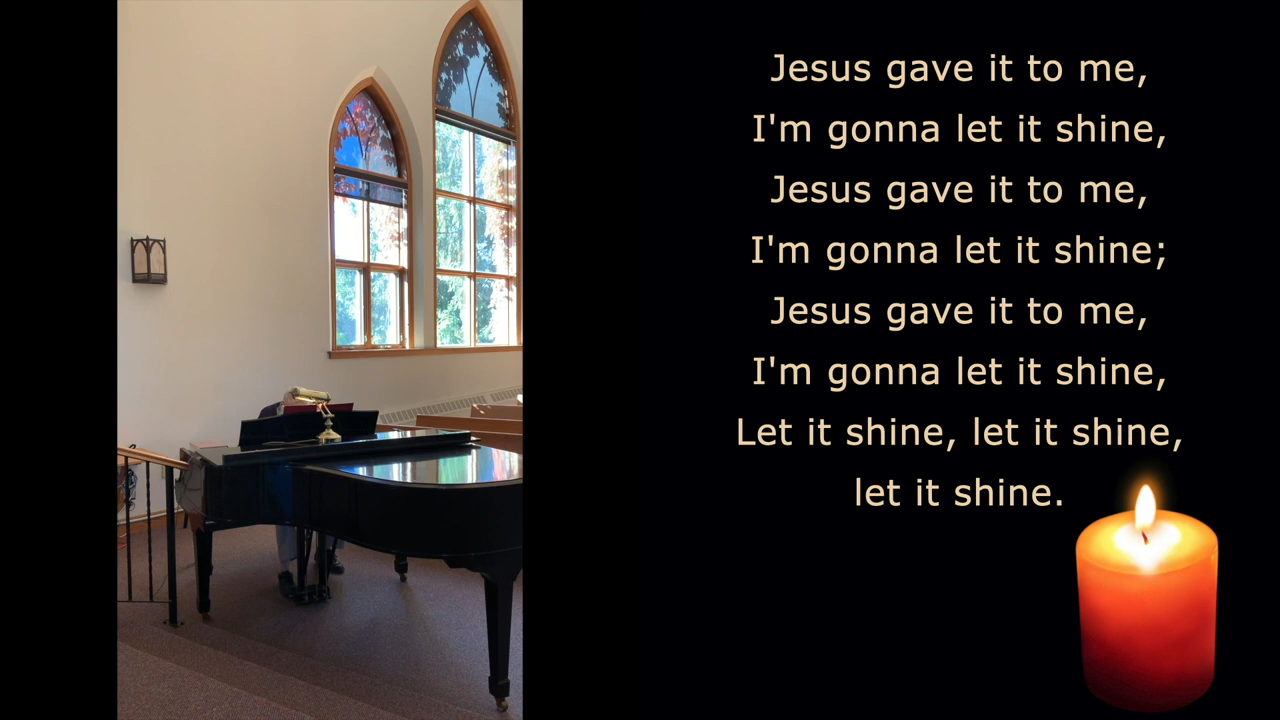 Jesus gave it to me,
I'm gonna let it shine,
Jesus gave it to me,
I'm gonna let it shine;
Jesus gave it to me,
I'm gonna let it shine,
Let it shine, let it shine,
let it shine.